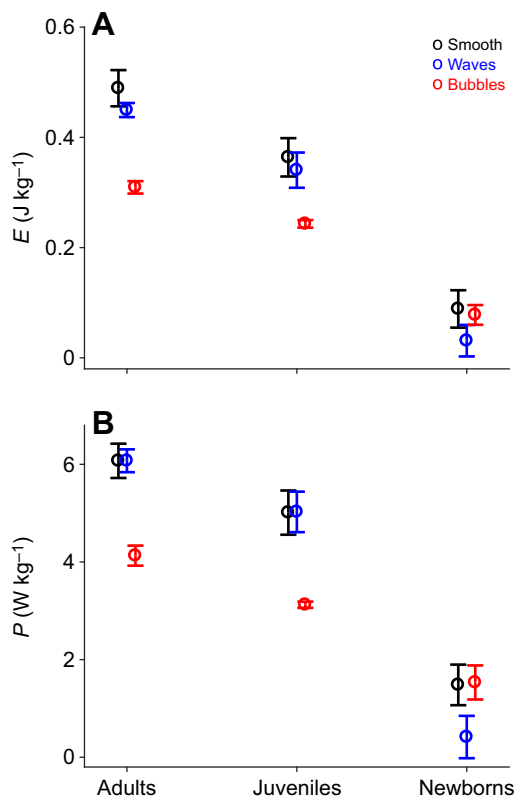 A
0.6
o Smooth
o Waves
o Bubbles
0.4
E (J kg⁻¹)
0.2
0
B
6
4
P (W kg⁻¹)
2
0
Adults Juveniles Newborns